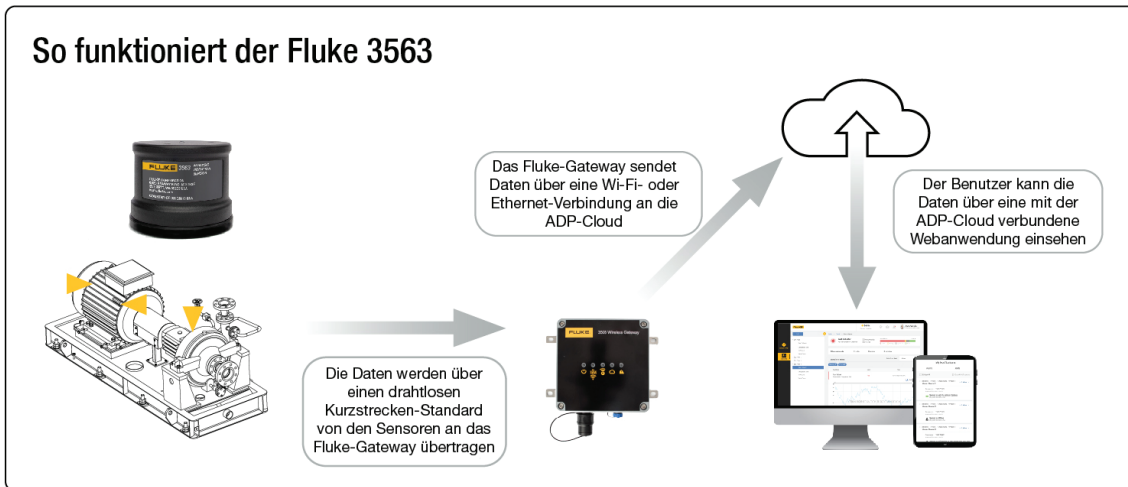 So funktioniert der Fluke 3563
FLUKE 3563
Das Fluke-Gateway sendet
Daten über eine Wi-Fi- oder
Ethernet-Verbindung an die
ADP-Cloud
Der Benutzer kann die
Daten über eine mit der
ADP-Cloud verbundene
Webanwendung einsehen
FLUKE
Wireless Gateway
Die Daten werden über
einen drahtlosen
Kurzstrecken-Standard
von den Sensoren an das
Fluke-Gateway übertragen